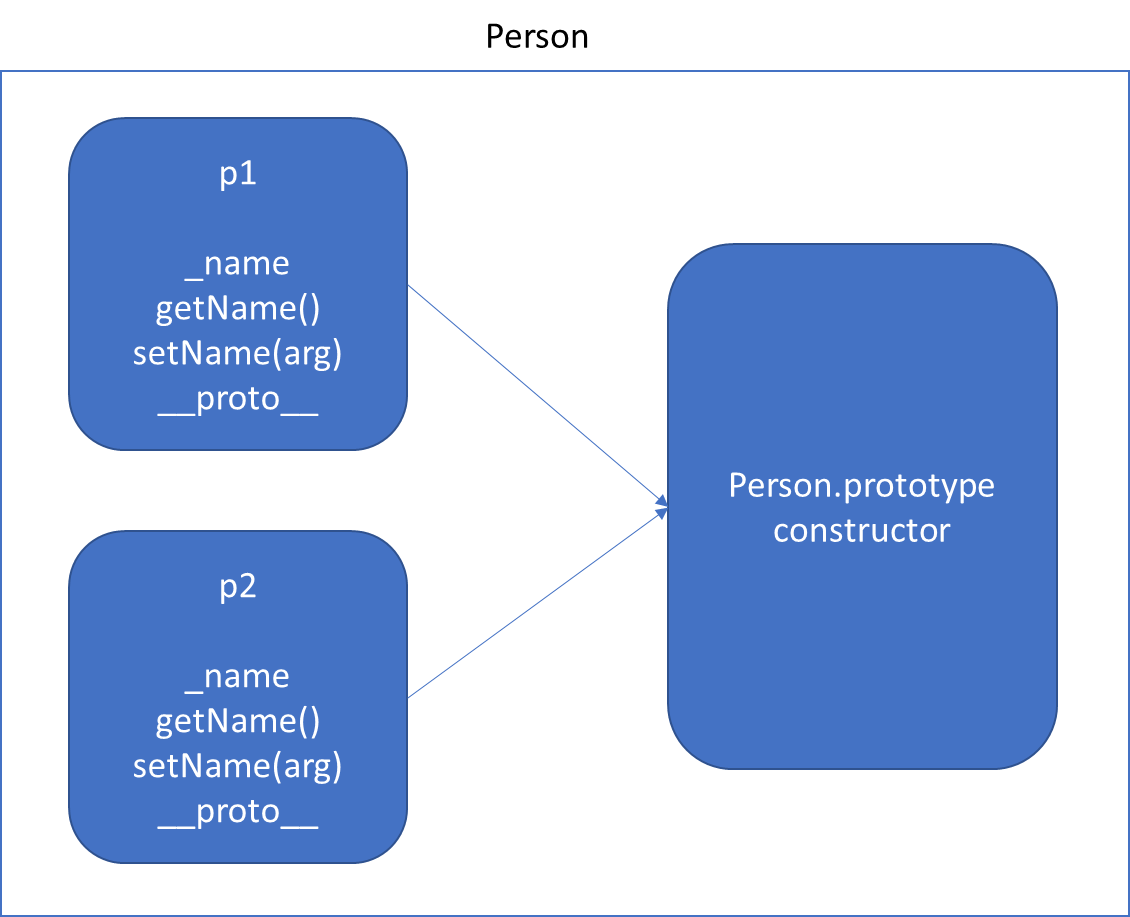 Person
p1
_name
getName()
setName(arg)
__proto__
p2
_name
getName()
setName(arg)
__proto__
Person.prototype
constructor